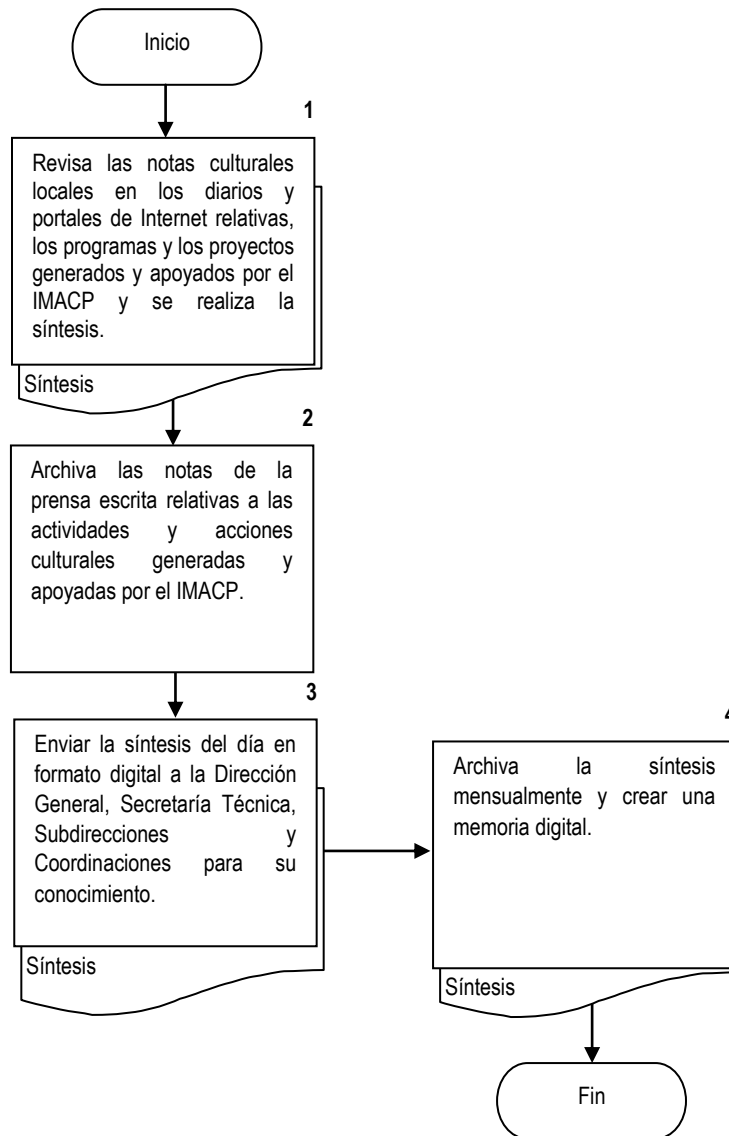 Inicio
1
Revisa las notas culturales
locales en los diarios y
portales de Internet relativas,
los programas y los proyectos
generados y apoyados por el
IMACP y se realiza la
síntesis.
Síntesis
2
Archiva las notas de la
prensa escrita relativas a las
actividades y acciones
culturales generadas y
apoyadas por el IMACP.
3
Enviar la síntesis del día en
formato digital a la Dirección
General, Secretaría Técnica,
Subdirecciones y
Coordinaciones para su
conocimiento.
Síntesis
4
Archiva la síntesis
mensualmente y crear una
memoria digital.
Síntesis
Fin